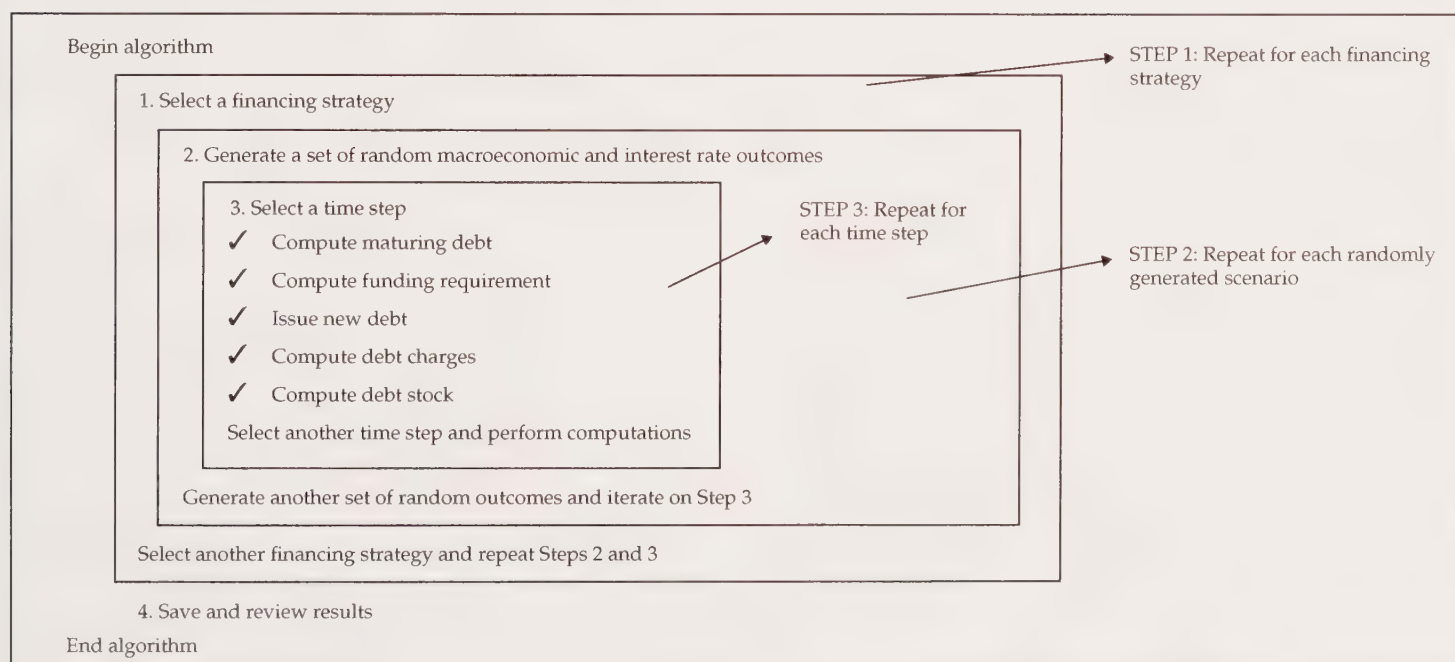 Begin algorithm
STEP 1: Repeat for each financing
strategy
1. Select a financing strategy
2. Generate a set of random macroeconomic and interest rate outcomes
3. Select a time step
✓ Compute maturing debt
✓ Compute funding requirement
✓ Issue new debt
✓ Compute debt charges
✓ Compute debt stock
Select another time step and perform computations
STEP 3: Repeat for
each time step
STEP 2: Repeat for each randomly
generated scenario
Generate another set of random outcomes and iterate on Step 3
Select another financing strategy and repeat Steps 2 and 3
4. Save and review results
End algorithm